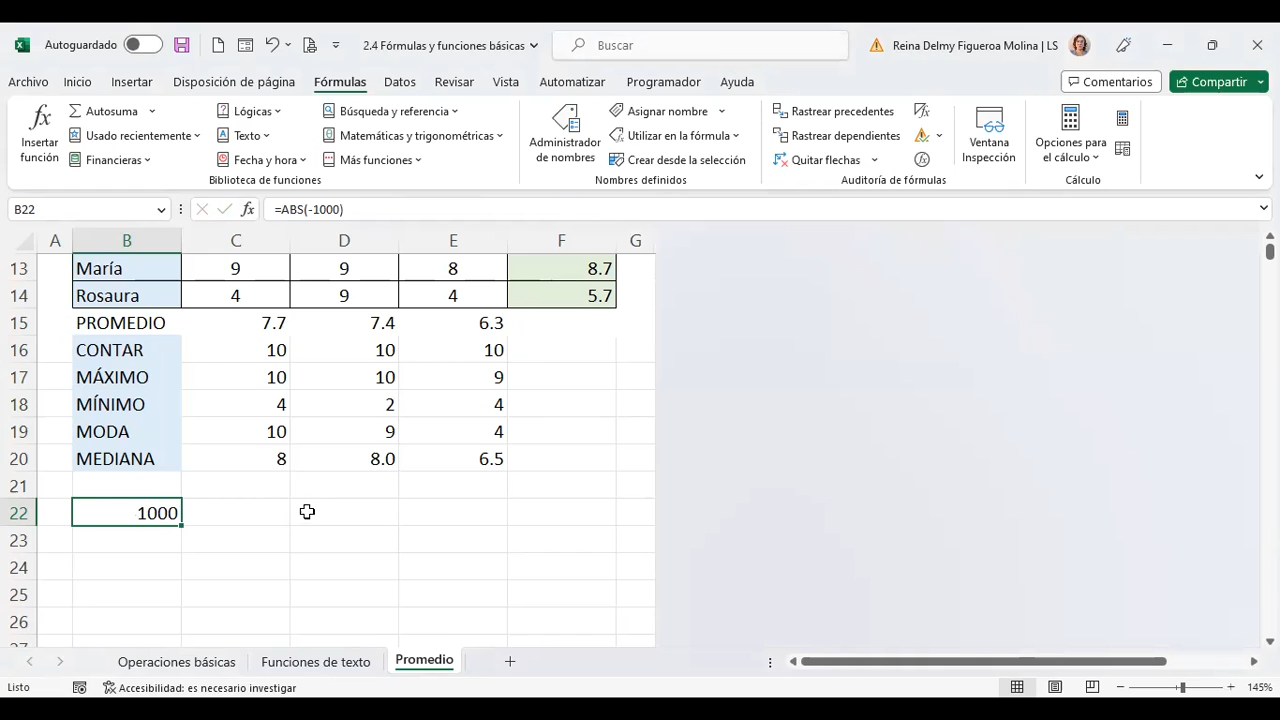 Autoguardado 2.4 Fórmulas y funciones básicas Buscar Reina Delmy Figueroa Molina | LS
Archivo Inicio Insertar Disposición de página Fórmulas Datos Revisar Vista Automatizar Programador Ayuda Comentarios Compartir
Insertar función
Autosuma
Usado recientemente
Financieras
Lógicas
Texto
Fecha y hora
Búsqueda y referencia
Matemáticas y trigonométricas
Más funciones
Biblioteca de funciones
Administrador de nombres
Asignar nombre
Utilizar en la fórmula
Crear desde la selección
Nombres definidos
Rastrear precedentes
Rastrear dependientes
Quitar flechas
Auditoría de fórmulas
Ventana Inspección
Opciones para el cálculo
Cálculo
B22 fx =ABS(-1000)
A B C D E F G
13 María 9 9 8 8.7
14 Rosaura 4 9 4 5.7
15 PROMEDIO 7.7 7.4 6.3
16 CONTAR 10 10 10
17 MÁXIMO 10 10 9
18 MÍNIMO 4 2 4
19 MODA 10 9 4
20 MEDIANA 8 8.0 6.5
21
22 1000
23
24
25
26
Operaciones básicas Funciones de texto Promedio
Listo Accesibilidad: es necesario investigar 145%